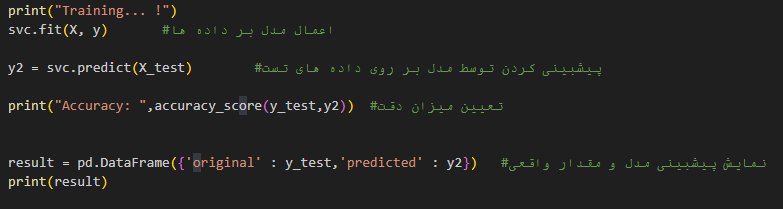 print("Training... !")
svc.fit(X, y)       #اعمال مدل بر داده ها
y2 = svc.predict(X_test)        #پیشبینی کردن توسط مدل بر روی داده های تست
print("Accuracy: ",accuracy_score(y_test,y2))  #تعیین میزان دقت
result = pd.DataFrame({'original' : y_test,'predicted' : y2})   #نمایش پیشبینی مدل و مقدار واقعی
print(result)